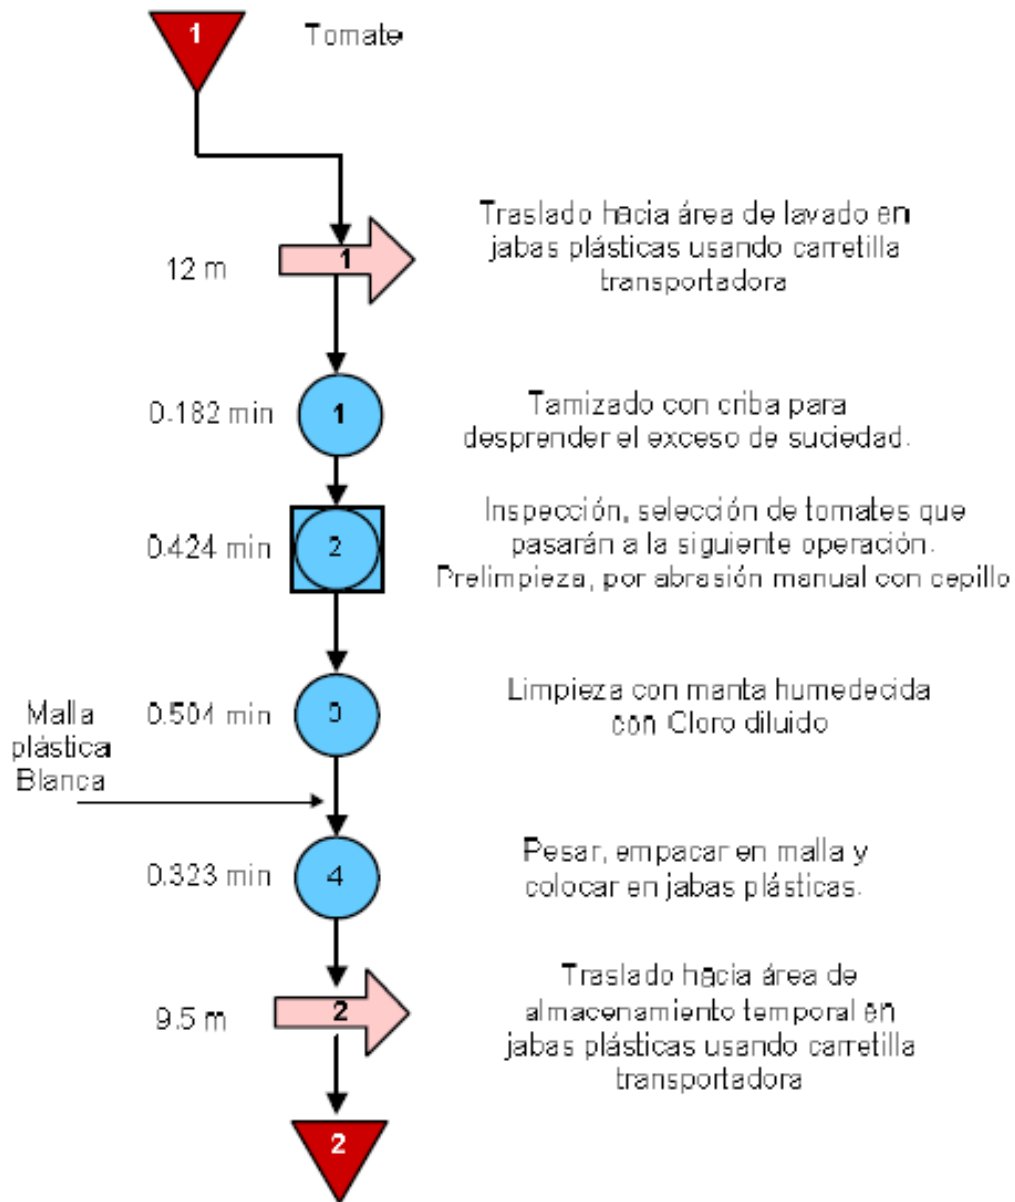 1
Tomate
Traslado hacia área de lavado en
jabas plásticas usando carretilla
transportadora
12 m
1
0.182 min
1
Tamizado con criba para
desprender el exceso de suciedad.
0.424 min
2
Inspección, selección de tomates que
pasarán a la siguiente operación.
Prelimpieza, por abrasión manual con cepillo
Malla
plástica
Blanca
0.504 min
3
Limpieza con manta humedecida
con Cloro diluido
0.323 min
4
Pesar, empacar en malla y
colocar en jabas plásticas.
9.5 m
2
Traslado hacia área de
almacenamiento temporal en
jabas plásticas usando carretilla
transportadora
2